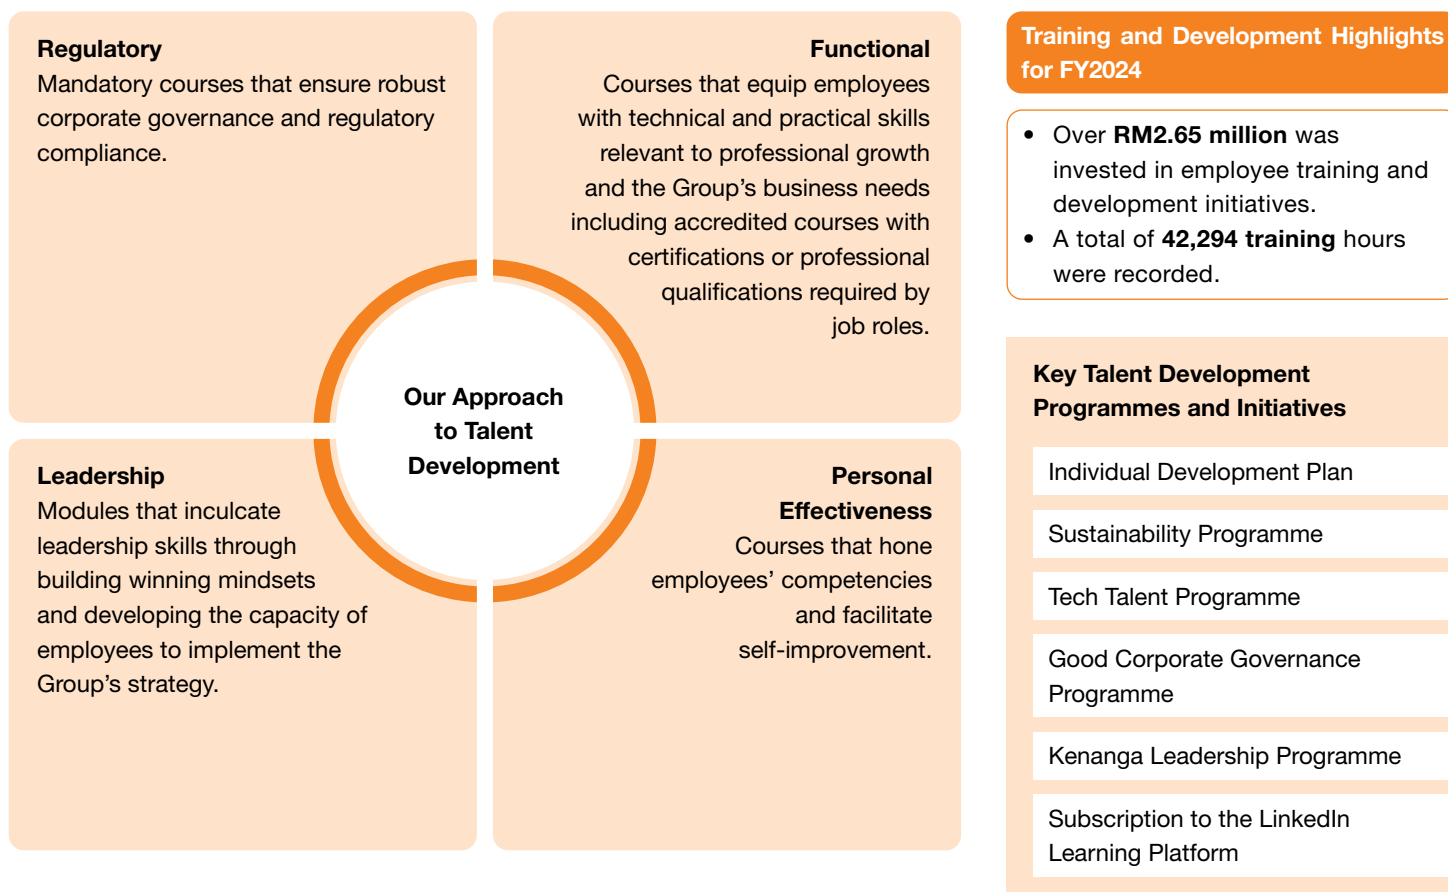 Regulatory
Mandatory courses that ensure robust
corporate governance and regulatory
compliance.
Functional
Courses that equip employees
with technical and practical skills
relevant to professional growth
and the Group’s business needs
including accredited courses with
certifications or professional
qualifications required by
job roles.
Our Approach
to Talent
Development
Leadership
Modules that inculcate
leadership skills through
building winning mindsets
and developing the capacity of
employees to implement the
Group’s strategy.
Personal
Effectiveness
Courses that hone
employees’ competencies
and facilitate
self-improvement.
Training and Development Highlights
for FY2024
• Over RM2.65 million was
invested in employee training and
development initiatives.
• A total of 42,294 training hours
were recorded.
Key Talent Development
Programmes and Initiatives
Individual Development Plan
Sustainability Programme
Tech Talent Programme
Good Corporate Governance
Programme
Kenanga Leadership Programme
Subscription to the LinkedIn
Learning Platform